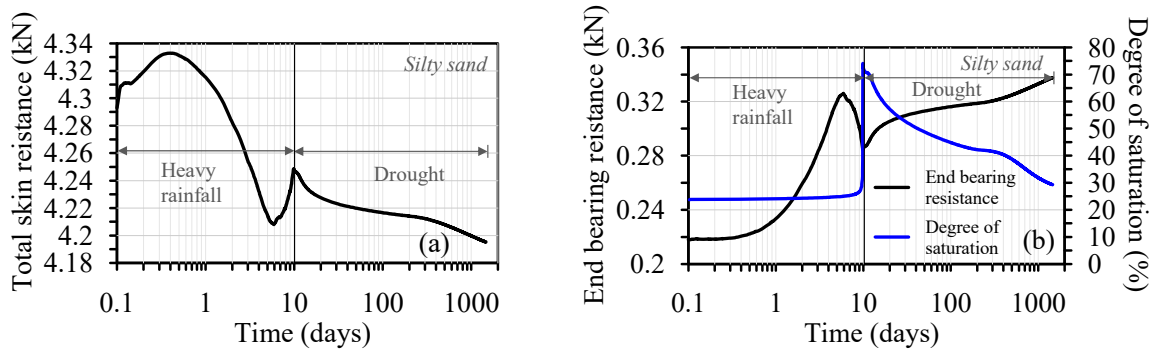 Total skin reistance (kN)
4.34
4.32
4.3
4.28
4.26
4.24
4.22
4.2
4.18
Silty sand
Heavy
rainfall
Drought
(a)
0.1
1
10
100
1000
Time (days)
End bearing reistance (kN)
0.36
0.32
0.28
0.24
0.2
Silty sand
Heavy
rainfall
Drought
End bearing
resistance
Degree of
saturation
(b)
80
70
60
50
40
30
20
10
0
Degree of saturation (%)
0.1
1
10
100
1000
Time (days)